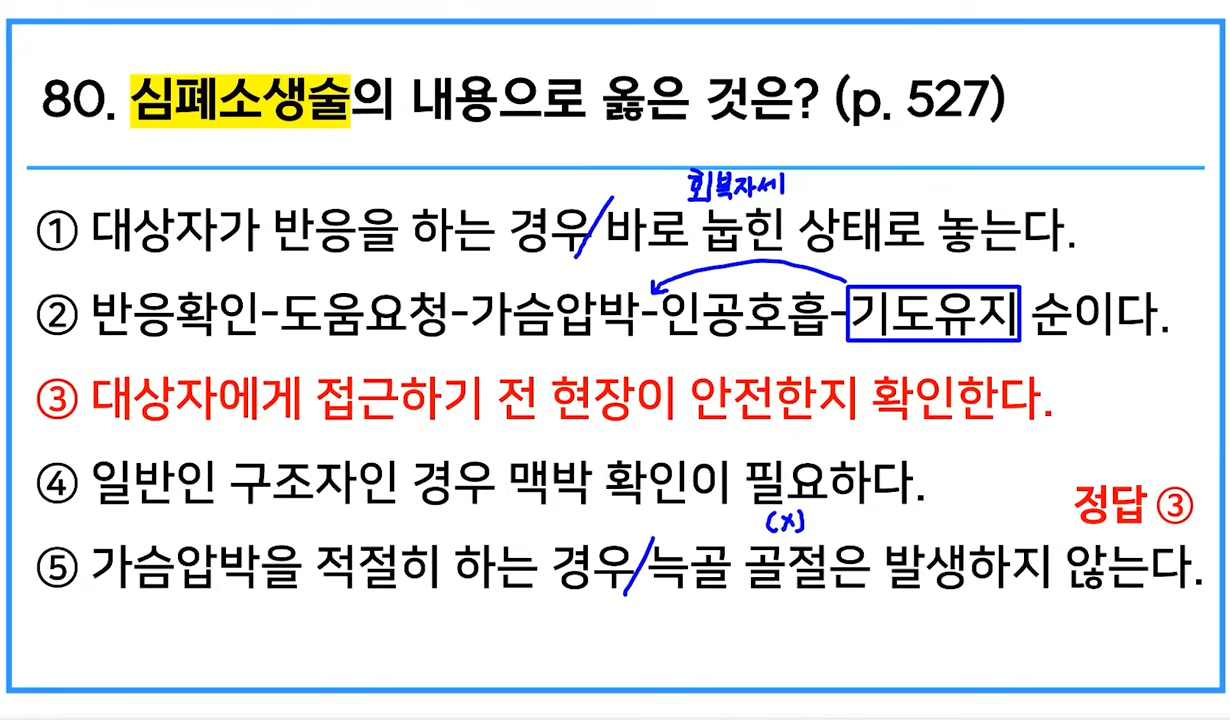 80. 심폐소생술의 내용으로 옳은 것은? (p. 527)
회복자세
① 대상자가 반응을 하는 경우/바로 눕힌 상태로 놓는다.
② 반응확인-도움요청-가슴압박-인공호흡-기도유지 순이다.
③ 대상자에게 접근하기 전 현장이 안전한지 확인한다.
④ 일반인 구조자인 경우 맥박 확인이 필요하다.
(x)
정답 ③
⑤ 가슴압박을 적절히 하는 경우/늑골 골절은 발생하지 않는다.